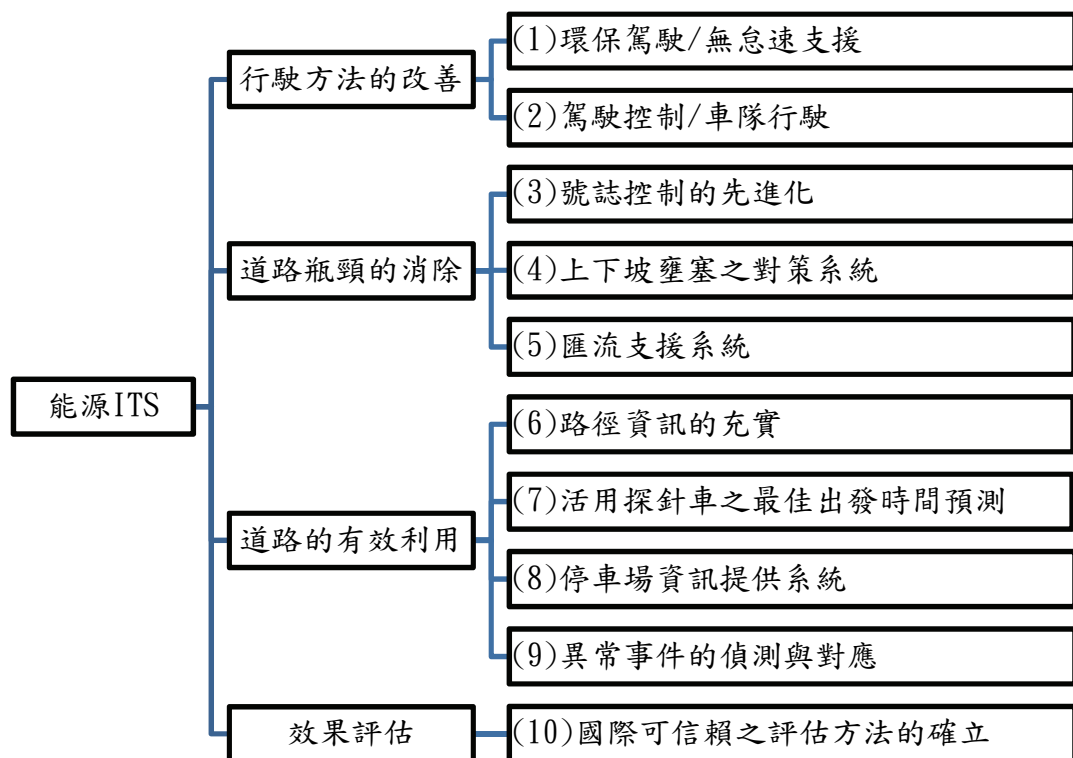 能源ITS
行駛方法的改善
(1)環保駕駛/無怠速支援
(2)駕駛控制/車隊行駛
道路瓶頸的消除
(3)號誌控制的先進化
(4)上下坡壅塞之對策系統
(5)匯流支援系統
道路的有效利用
(6)路徑資訊的充實
(7)活用探針車之最佳出發時間預測
(8)停車場資訊提供系統
(9)異常事件的偵測與對應
效果評估
(10)國際可信賴之評估方法的確立